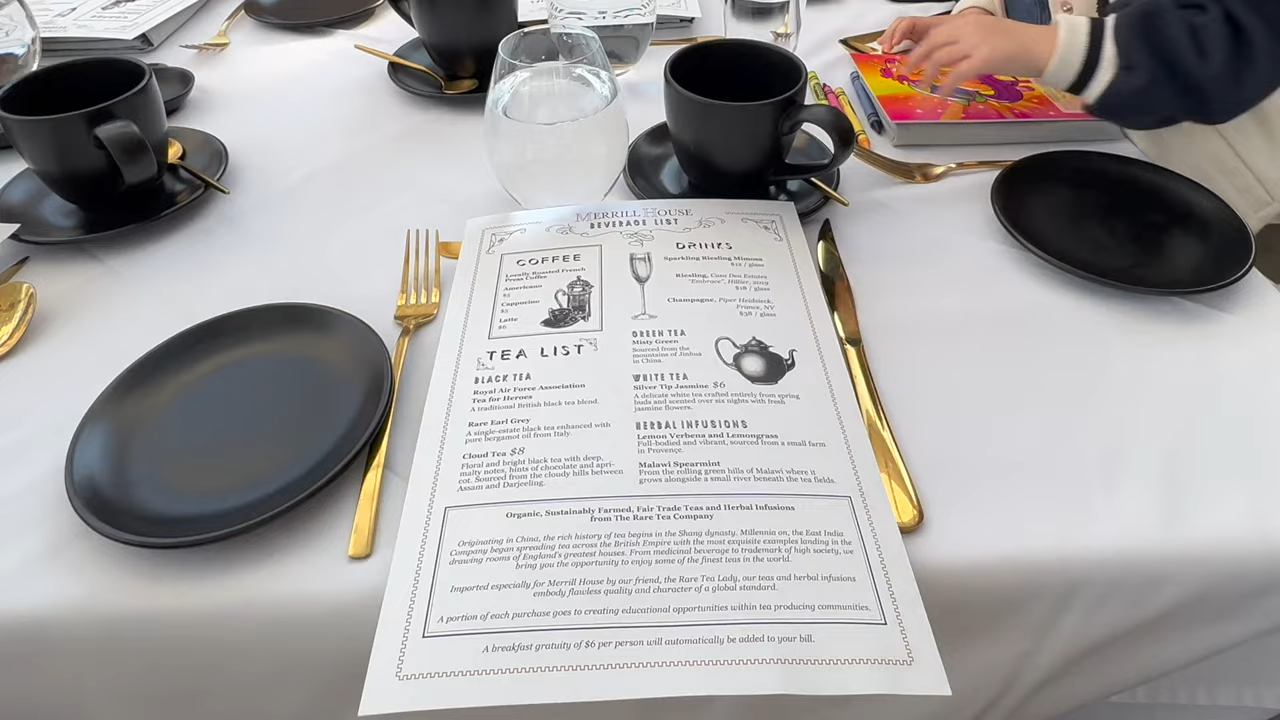 MERRILL HOUSE
BEVERAGE LIST
COFFEE
Locally Roasted French
Press Coffee
Americano
$5
Cappucino
$5
Latte
$6
DRINKS
Sparkling Riesling Mimosa
$12 / glass
Riesling, Casa Dea Estates
"Embrace", Hillier, 2019
$18 / glass
Champagne, Piper Heidsieck,
France, NV
$38 / glass
TEA LIST
BLACK TEA
Royal Air Force Association
Tea for Heroes
A traditional British black tea blend.
Rare Earl Grey
A single-estate black tea enhanced with
pure bergamot oil from Italy.
Cloud Tea $8
Floral and bright black tea with deep,
malty notes, hints of chocolate and apri-
cot. Sourced from the cloudy hills between
Assam and Darjeeling.
GREEN TEA
Misty Green
Sourced from the
mountains of Jinhua
in China.
WHITE TEA
Silver Tip Jasmine $6
A delicate white tea crafted entirely from spring
buds and scented over six nights with fresh
jasmine flowers.
HERBAL INFUSIONS
Lemon Verbena and Lemongrass
Full-bodied and vibrant, sourced from a small farm
in Provençe.
Malawi Spearmint
From the rolling green hills of Malawi where it
grows alongside a small river beneath the tea fields.
Organic, Sustainably Farmed, Fair Trade Teas and Herbal Infusions
from The Rare Tea Company
Originating in China, the rich history of tea begins in the Shang dynasty. Millennia on, the East India
Company began spreading tea across the British Empire with the most exquisite examples landing in the
drawing rooms of England's greatest houses. From medicinal beverage to trademark of high society, we
bring you the opportunity to enjoy some of the finest teas in the world.
Imported especially for Merrill House by our friend, the Rare Tea Lady, our teas and herbal infusions
embody flawless quality and character of a global standard.
A portion of each purchase goes to creating educational opportunities within tea producing communities.
A breakfast gratuity of $6 per person will automatically be added to your bill.